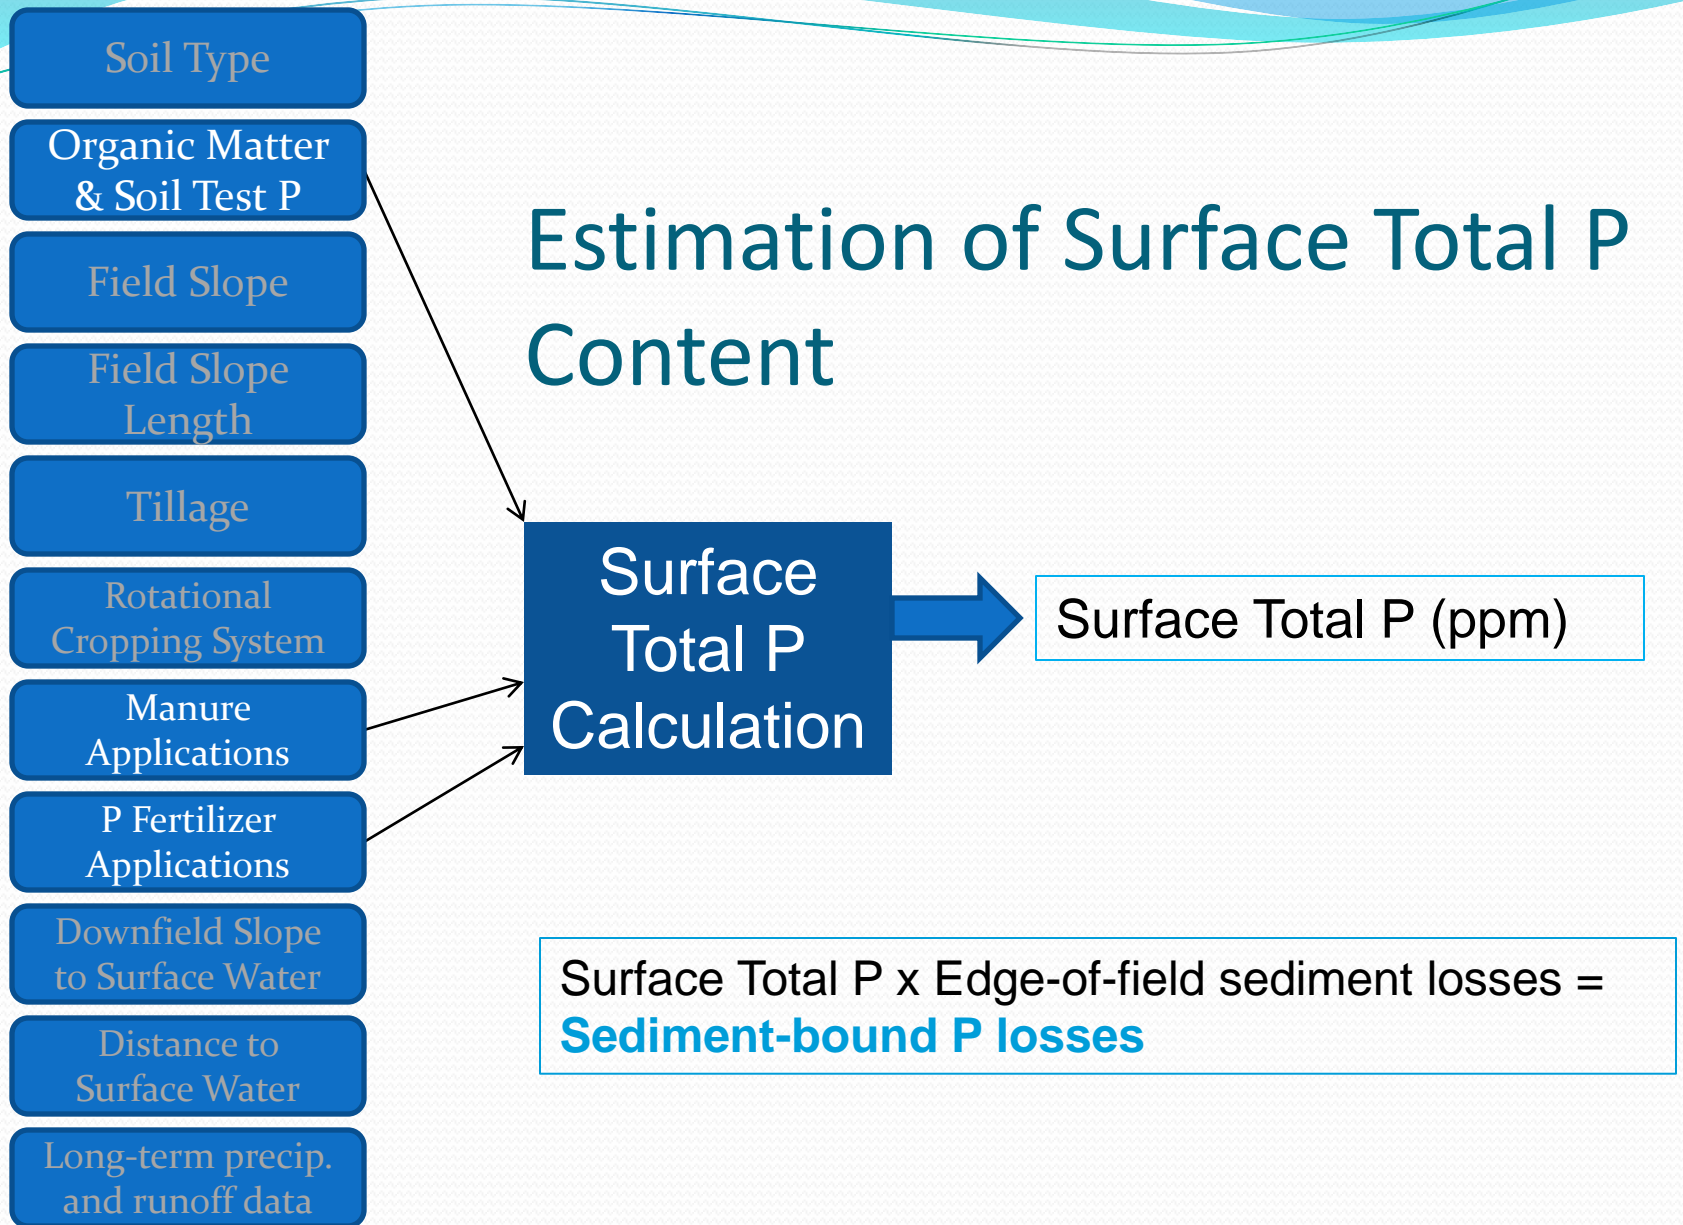 Soil Type
Organic Matter
& Soil Test P
Field Slope
Field Slope
Length
Tillage
Rotational
Cropping System
Manure
Applications
P Fertilizer
Applications
Downfield Slope
to Surface Water
Distance to
Surface Water
Long-term precip.
and runoff data
Estimation of Surface Total P
Content
Surface
Total P
Calculation
Surface Total P (ppm)
Surface Total P x Edge-of-field sediment losses =
Sediment-bound P losses